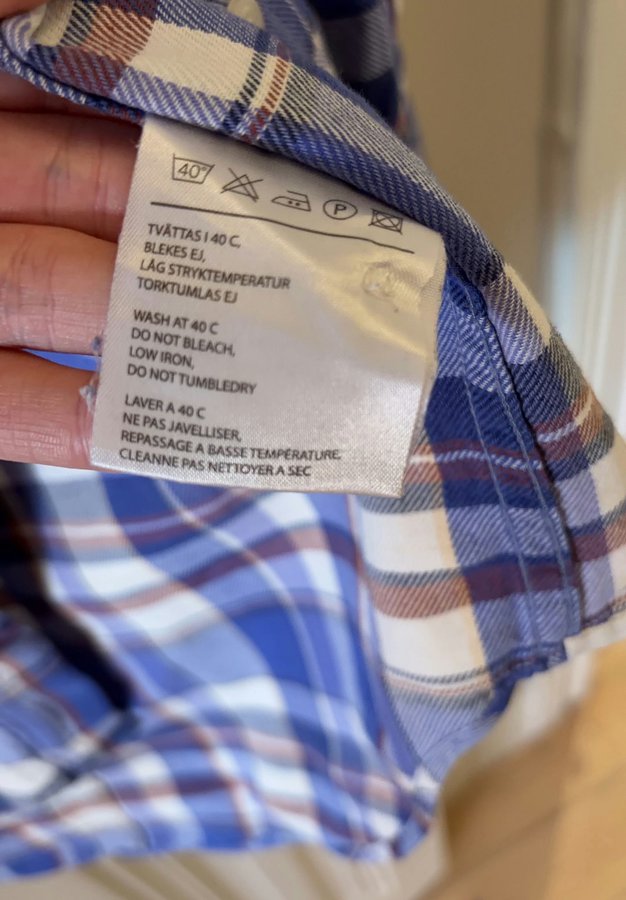 40°
P
TVÄTTAS I 40 C,
BLEKES EJ,
LÅG STRYKTEMPERATUR
TORKTUMLAS EJ
WASH AT 40 C
DO NOT BLEACH,
LOW IRON,
DO NOT TUMBLEDRY
LAVER A 40 C
NE PAS JAVELLISER,
REPASSAGE A BASSE TEMPÉRATURE.
CLEANNE PAS NETTOYER A SEC